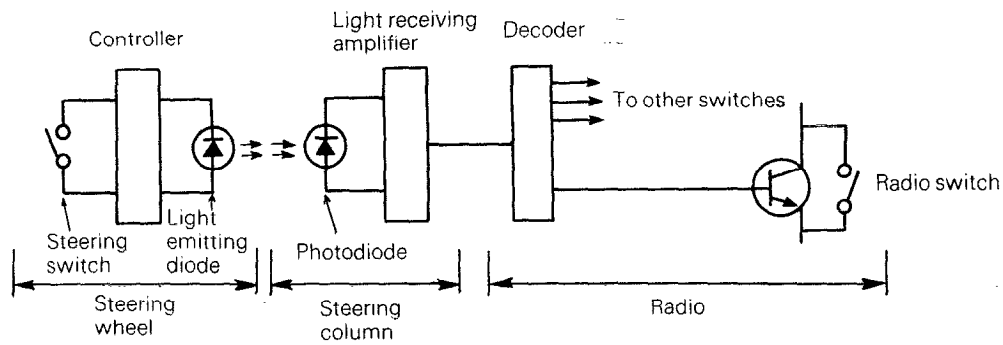 Controller
Light receiving
amplifier
Decoder
To other switches
Radio switch
Steering
switch
Light
emitting
diode
Photodiode
Steering
wheel
Steering
column
Radio